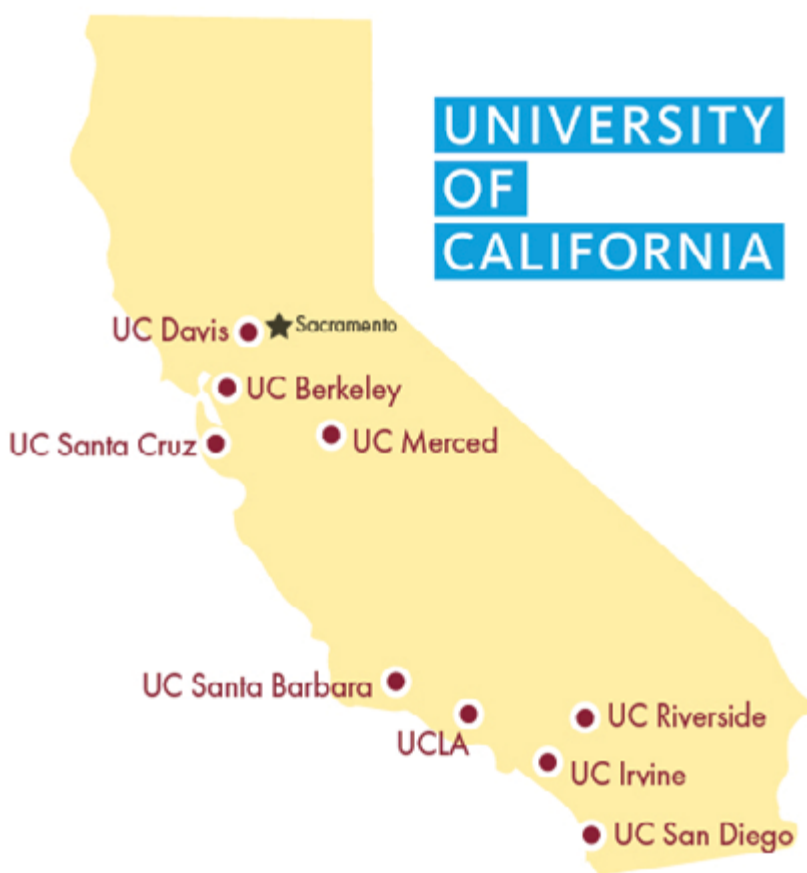 UNIVERSITY
OF
CALIFORNIA
UC Davis
Sacramento
UC Berkeley
UC Santa Cruz
UC Merced
UC Santa Barbara
UCLA
UC Riverside
UC Irvine
UC San Diego